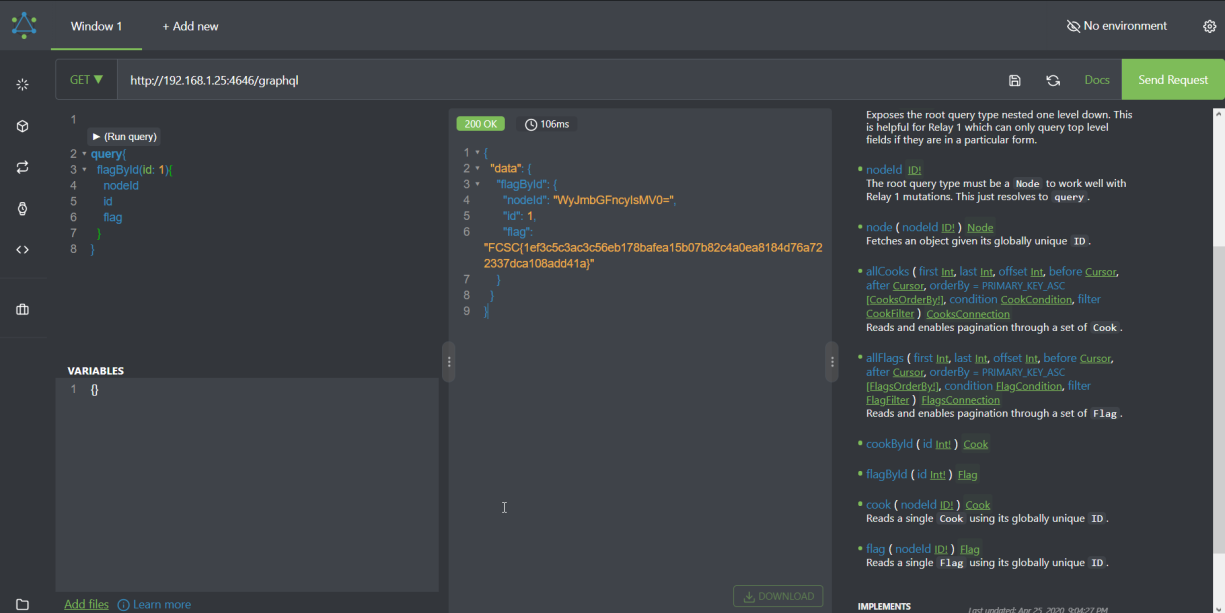 Window 1
+ Add new
No environment
GET ▼
http://192.168.1.25:4646/graphql
Docs
Send Request
1
▶ (Run query)
2 ▾ query{
3 ▾ flagById(id: 1){
4 nodeId
5 id
6 flag
7 }
8 }
VARIABLES
1 {}
Add files
Learn more
200 OK
106ms
1 ▾ {
2 ▾ "data": {
3 ▾ "flagById": {
4 "nodeId": "WyJmbGFncyIsMV0=",
5 "id": 1,
6 "flag":
"FCSC{1ef3c5c3ac3c56eb178bafea15b07b82c4a0ea8184d76a72
2337dca108add41a}"
7 }
8 }
9 }
DOWNLOAD
Exposes the root query type nested one level down. This
is helpful for Relay 1 which can only query top level
fields if they are in a particular form.
nodeId ID!
The root query type must be a Node to work well with
Relay 1 mutations. This just resolves to query.
node ( nodeId ID! ) Node
Fetches an object given its globally unique ID.
allCooks ( first Int, last Int, offset Int, before Cursor,
after Cursor, orderBy = PRIMARY_KEY_ASC
[CooksOrderBy!], condition CookCondition, filter
CookFilter ) CooksConnection
Reads and enables pagination through a set of Cook.
allFlags ( first Int, last Int, offset Int, before Cursor,
after Cursor, orderBy = PRIMARY_KEY_ASC
[FlagsOrderBy!], condition FlagCondition, filter
FlagFilter ) FlagsConnection
Reads and enables pagination through a set of Flag.
cookById ( id Int! ) Cook
flagById ( id Int! ) Flag
cook ( nodeId ID! ) Cook
Reads a single Cook using its globally unique ID.
flag ( nodeId ID! ) Flag
Reads a single Flag using its globally unique ID.
IMPLEMENTS
Last updated: Apr 25, 2020, 9:04:27 PM